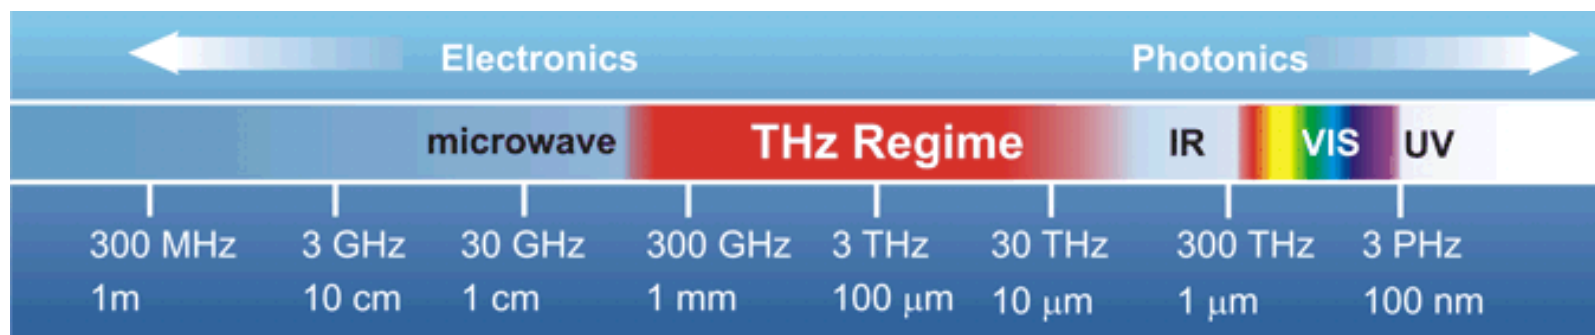 Electronics Photonics
microwave THz Regime IR VIS UV
300 MHz 3 GHz 30 GHz 300 GHz 3 THz 30 THz 300 THz 3 PHz
1m 10 cm 1 cm 1 mm 100 μm 10 μm 1 μm 100 nm